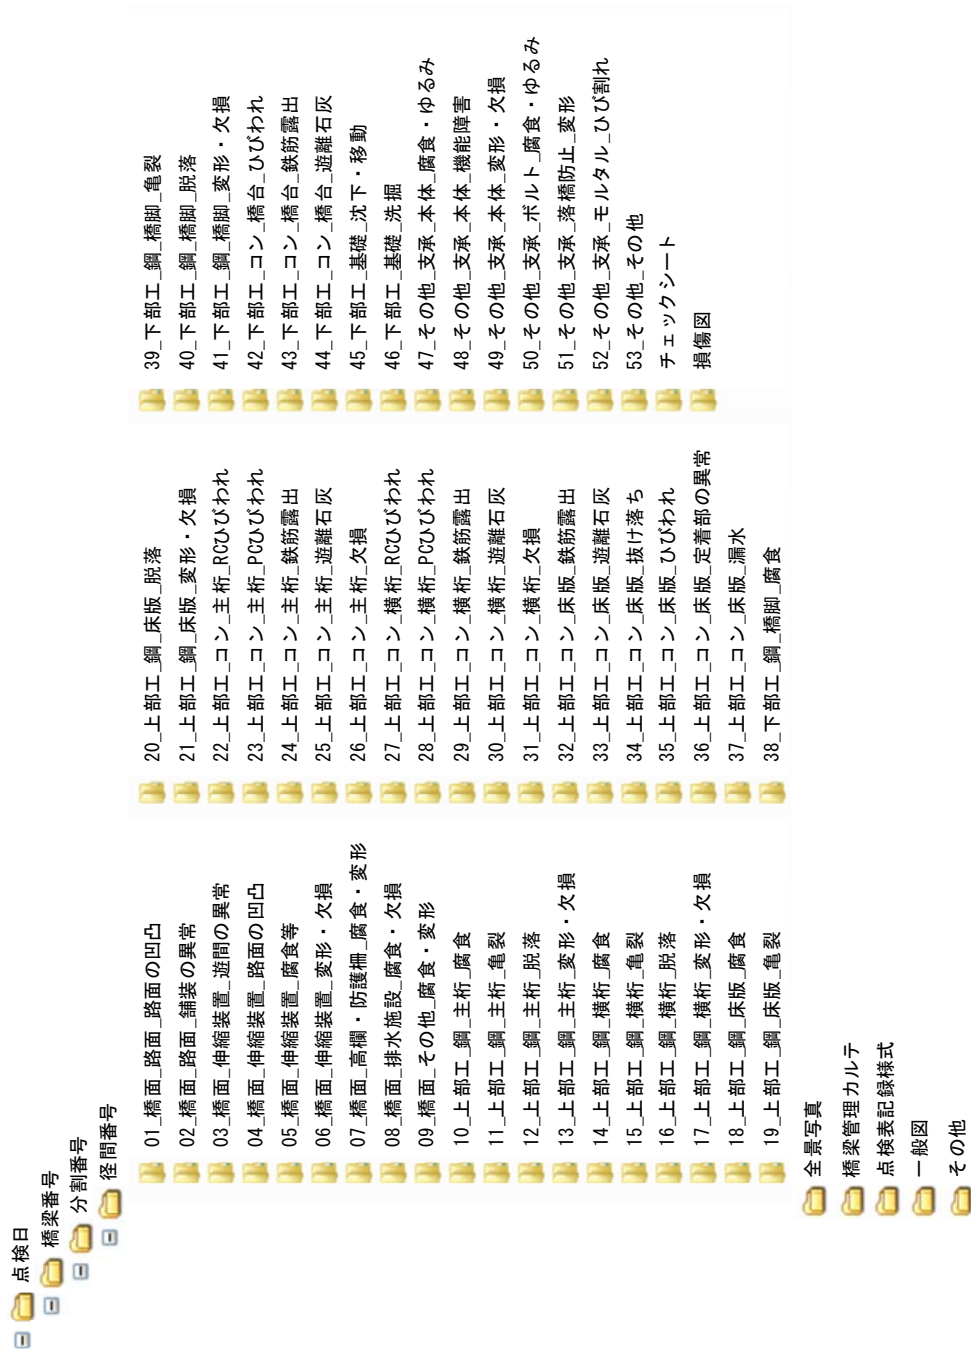 点検日
橋梁番号
分割番号
径間番号
01_橋面_路面_路面の凹凸
02_橋面_路面_舗装の異常
03_橋面_伸縮装置_遊間の異常
04_橋面_伸縮装置_路面の凹凸
05_橋面_伸縮装置_腐食等
06_橋面_伸縮装置_変形・欠損
07_橋面_高欄・防護柵_腐食・変形
08_橋面_排水施設_腐食・欠損
09_橋面_その他_腐食・変形
10_上部工_鋼_主桁_腐食
11_上部工_鋼_主桁_亀裂
12_上部工_鋼_主桁_脱落
13_上部工_鋼_主桁_変形・欠損
14_上部工_鋼_横桁_腐食
15_上部工_鋼_横桁_亀裂
16_上部工_鋼_横桁_脱落
17_上部工_鋼_横桁_変形・欠損
18_上部工_鋼_床版_腐食
19_上部工_鋼_床版_亀裂
20_上部工_鋼_床版_脱落
21_上部工_鋼_床版_変形・欠損
22_上部工_コン_主桁_RCひびわれ
23_上部工_コン_主桁_PCひびわれ
24_上部工_コン_主桁_鉄筋露出
25_上部工_コン_主桁_遊離石灰
26_上部工_コン_主桁_欠損
27_上部工_コン_横桁_RCひびわれ
28_上部工_コン_横桁_PCひびわれ
29_上部工_コン_横桁_鉄筋露出
30_上部工_コン_横桁_遊離石灰
31_上部工_コン_横桁_欠損
32_上部工_コン_床版_鉄筋露出
33_上部工_コン_床版_遊離石灰
34_上部工_コン_床版_抜け落ち
35_上部工_コン_床版_ひびわれ
36_上部工_コン_床版_定着部の異常
37_上部工_コン_床版_漏水
38_下部工_鋼_橋脚_腐食
39_下部工_鋼_橋脚_亀裂
40_下部工_鋼_橋脚_脱落
41_下部工_鋼_橋脚_変形・欠損
42_下部工_コン_橋台_ひびわれ
43_下部工_コン_橋台_鉄筋露出
44_下部工_コン_橋台_遊離石灰
45_下部工_基礎_沈下・移動
46_下部工_基礎_洗掘
47_その他_支承_本体_腐食・ゆるみ
48_その他_支承_本体_機能障害
49_その他_支承_本体_変形・欠損
50_その他_支承_ボルト_腐食・ゆるみ
51_その他_支承_落橋防止_変形
52_その他_支承_モルタル_ひび割れ
53_その他_その他
チェックシート
損傷図
全景写真
橋梁管理カルテ
点検表記録様式
一般図
その他